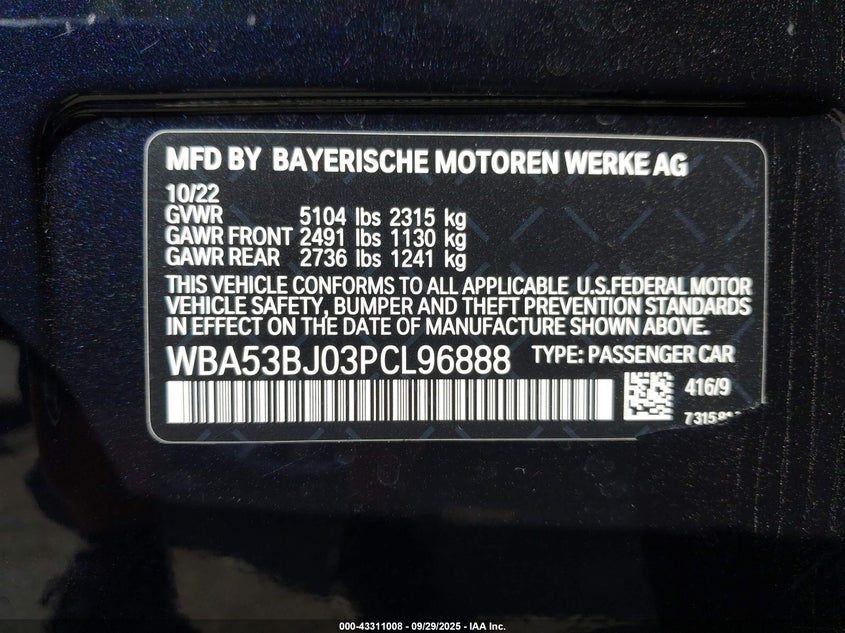 MFD BY BAYERISCHE MOTOREN WERKE AG
10/22
GVWR 5104 lbs 2315 kg
GAWR FRONT 2491 lbs 1130 kg
GAWR REAR 2736 lbs 1241 kg
THIS VEHICLE CONFORMS TO ALL APPLICABLE U.S.FEDERAL MOTOR
VEHICLE SAFETY, BUMPER AND THEFT PREVENTION STANDARDS
IN EFFECT ON THE DATE OF MANUFACTURE SHOWN ABOVE.
WBA53BJ03PCL96888 TYPE: PASSENGER CAR
416/9
000-43311008 - 09/29/2025 - IAA Inc.